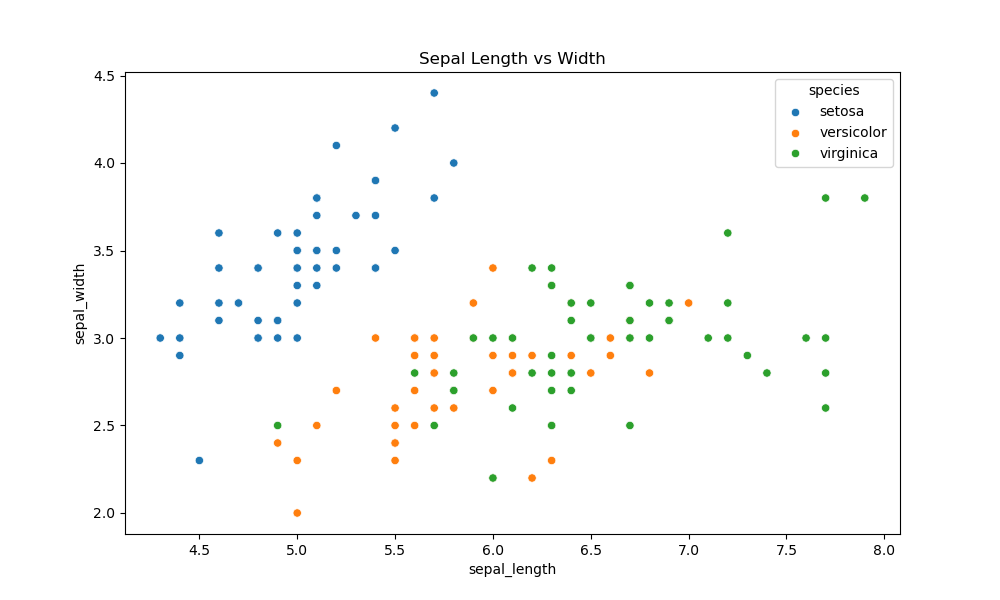 Sepal Length vs Width
species
setosa
versicolor
virginica
sepal_width
4.5
4.0
3.5
3.0
2.5
2.0
4.5 5.0 5.5 6.0 6.5 7.0 7.5 8.0
sepal_length